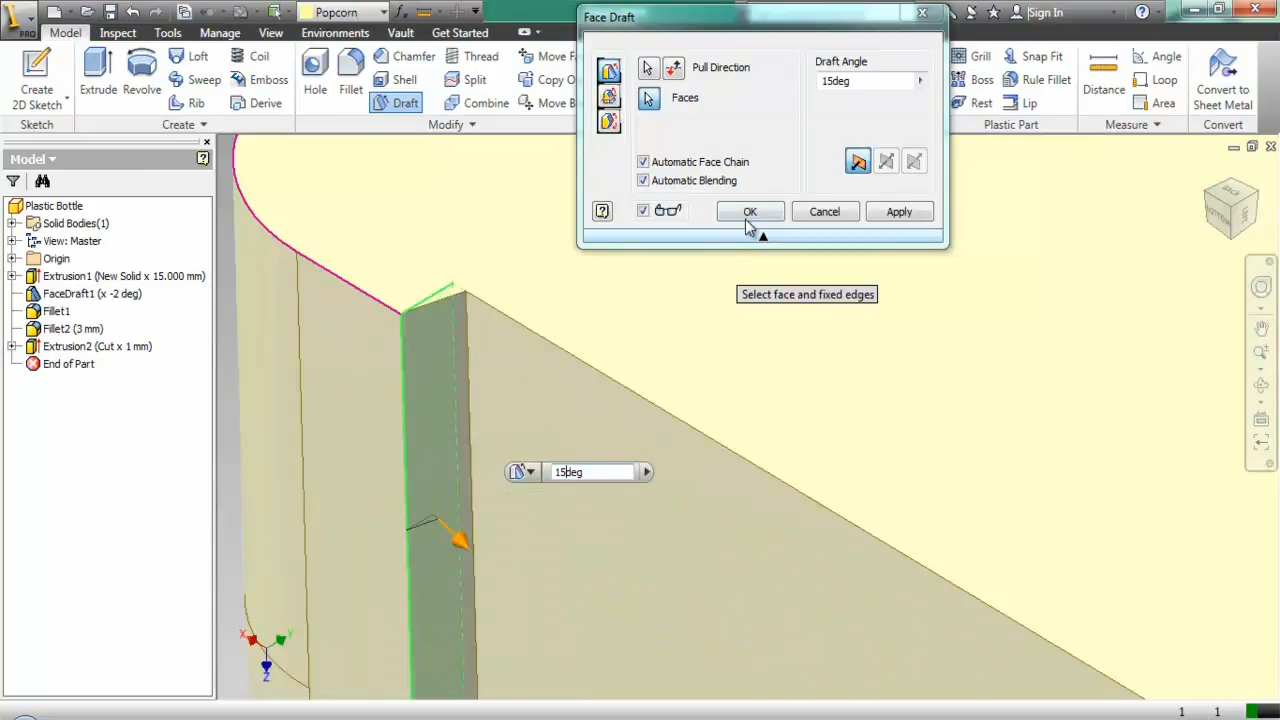 PRO
Popcorn
Sign In
Model
Inspect
Tools
Manage
View
Environments
Vault
Get Started
Create
2D Sketch
Extrude
Revolve
Loft
Sweep
Rib
Coil
Emboss
Derive
Hole
Fillet
Chamfer
Shell
Draft
Thread
Split
Combine
Copy O
Move B
Grill
Boss
Rest
Snap Fit
Rule Fillet
Lip
Distance
Angle
Loop
Area
Convert to
Sheet Metal
Sketch
Create
Modify
Plastic Part
Measure
Convert
Face Draft
Pull Direction
Faces
Draft Angle
15deg
Automatic Face Chain
Automatic Blending
OK
Cancel
Apply
Model
Plastic Bottle
Solid Bodies(1)
View: Master
Origin
Extrusion1 (New Solid x 15.000 mm)
FaceDraft1 (x -2 deg)
Fillet1
Fillet2 (3 mm)
Extrusion2 (Cut x 1 mm)
End of Part
Select face and fixed edges
15deg
BACK
BOTTOM
X
Y
Z
1
1